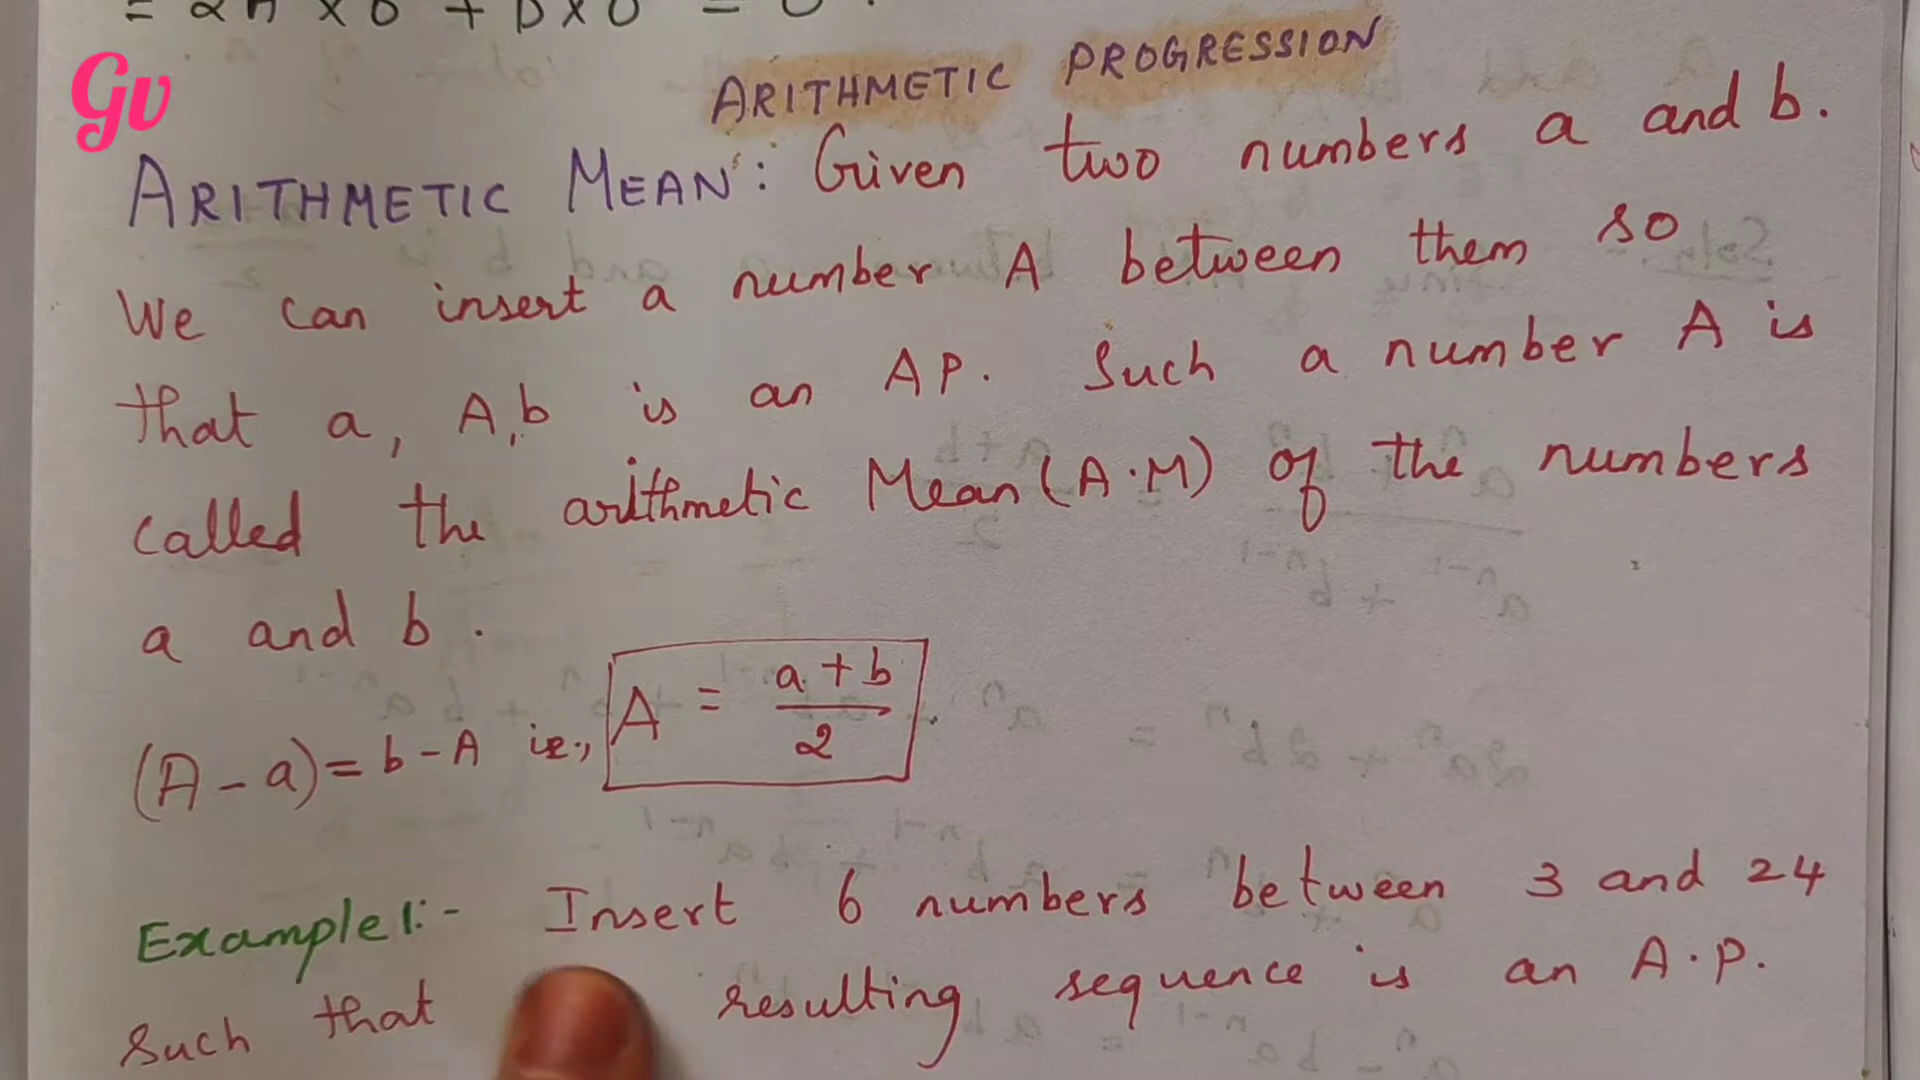 Gv
ARITHMETIC PROGRESSION
ARITHMETIC MEAN: Given two numbers a and b.
We can insert a number A between them so
that a, A, b is an AP. Such a number A is
called the arithmetic Mean (A.M) of the numbers
a and b.
(A-a) = b-A ie., A = a+b/2.
Example1:- Insert 6 numbers between 3 and 24
such that resulting sequence is an A.P.